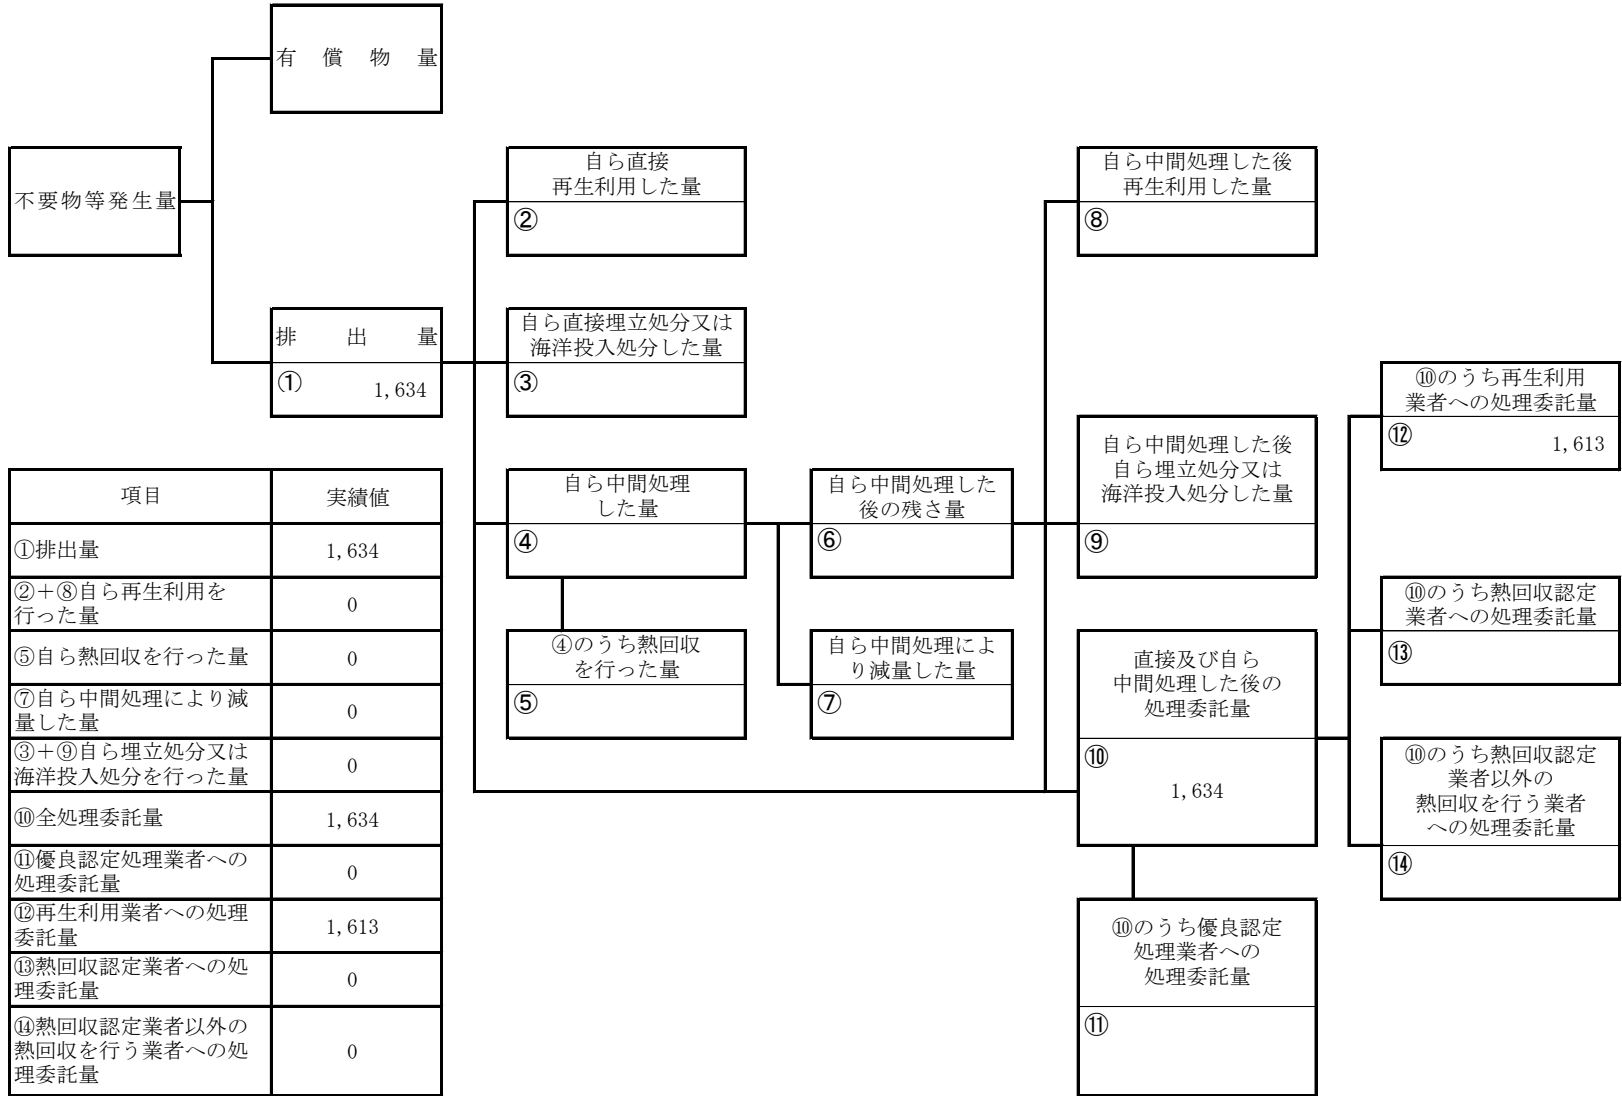 有償物量
不要物等発生量
排出量
①
1,634
自ら直接
再生利用した量
②
自ら直接埋立処分又は
海洋投入処分した量
③
自ら中間処理
した量
④
④のうち熱回収
を行った量
⑤
自ら中間処理した
後の残さ量
⑥
自ら中間処理によ
り減量した量
⑦
自ら中間処理した後
再生利用した量
⑧
自ら中間処理した後
自ら埋立処分又は
海洋投入処分した量
⑨
直接及び自ら
中間処理した後の
処理委託量
⑩
1,634
⑩のうち優良認定
処理業者への
処理委託量
⑪
⑩のうち再生利用
業者への処理委託量
⑫
1,613
⑩のうち熱回収認定
業者への処理委託量
⑬
⑩のうち熱回収認定
業者以外の
熱回収を行う業者
への処理委託量
⑭
項目 実績値
①排出量 1,634
②＋⑧自ら再生利用を
行った量 0
⑤自ら熱回収を行った量 0
⑦自ら中間処理により減
量した量 0
③＋⑨自ら埋立処分又は
海洋投入処分を行った量 0
⑩全処理委託量 1,634
⑪優良認定処理業者への
処理委託量 0
⑫再生利用業者への処理
委託量 1,613
⑬熱回収認定業者への処
理委託量 0
⑭熱回収認定業者以外の
熱回収を行う業者への処
理委託量 0